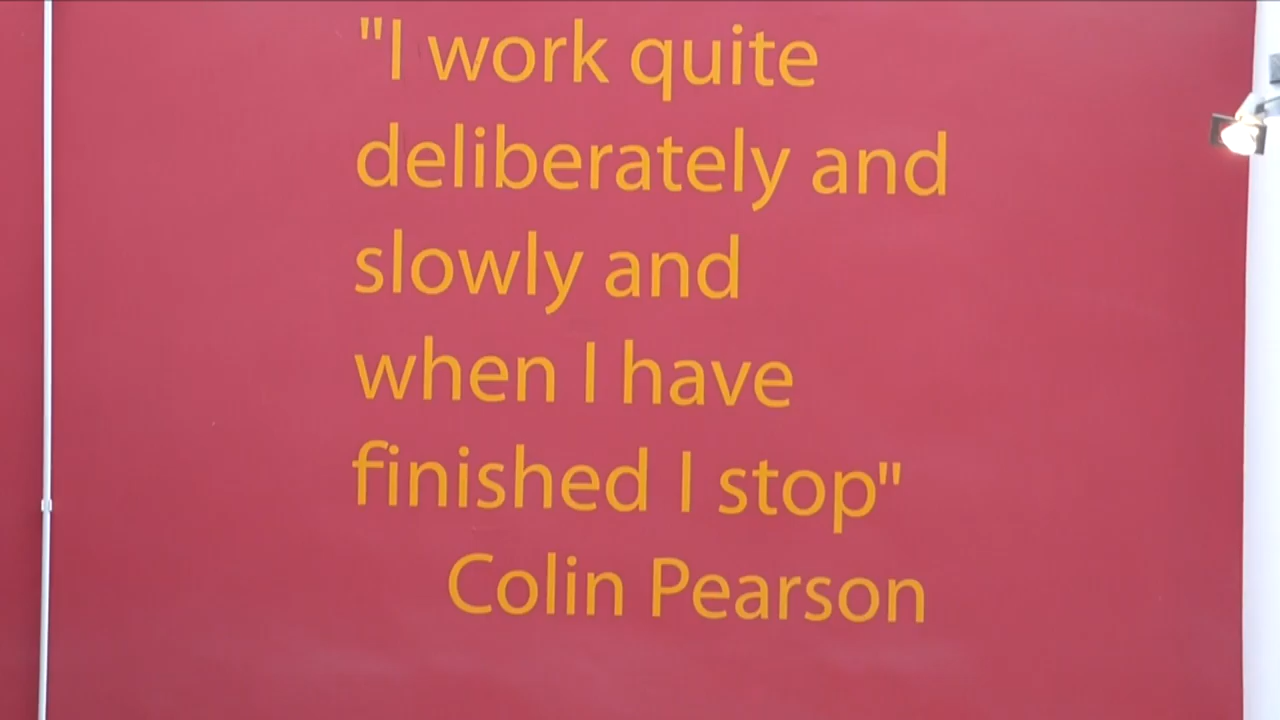 "I work quite
deliberately and
slowly and
when I have
finished I stop"
Colin Pearson